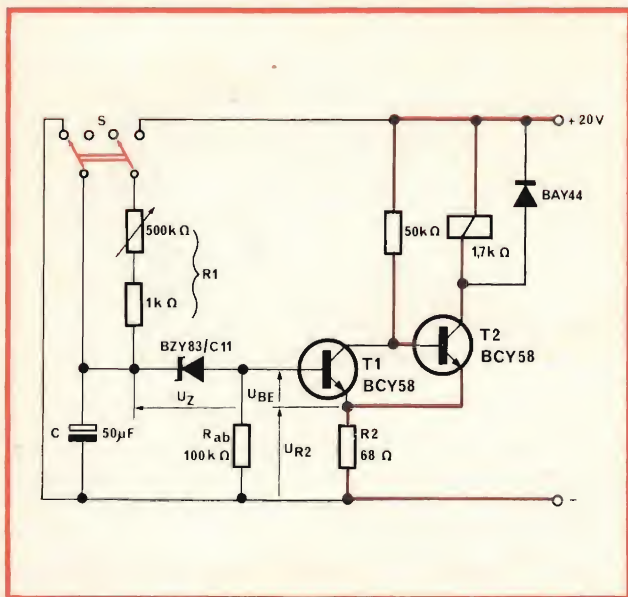 S
+ 20V
500kΩ
R1
1kΩ
50kΩ
1,7kΩ
BAY44
BZY83/C11
T1
BCY58
T2
BCY58
UZ
UBE
C
50µF
Rab
100kΩ
UR2
R2
68 Ω
-